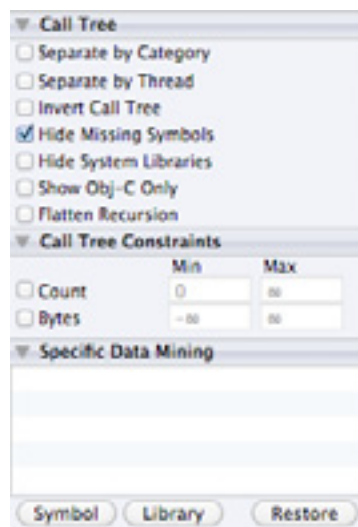 Call Tree
Separate by Category
Separate by Thread
Invert Call Tree
Hide Missing Symbols
Hide System Libraries
Show Obj-C Only
Flatten Recursion
Call Tree Constraints
Min Max
Count 0 ∞
Bytes -∞ ∞
Specific Data Mining
Symbol Library Restore